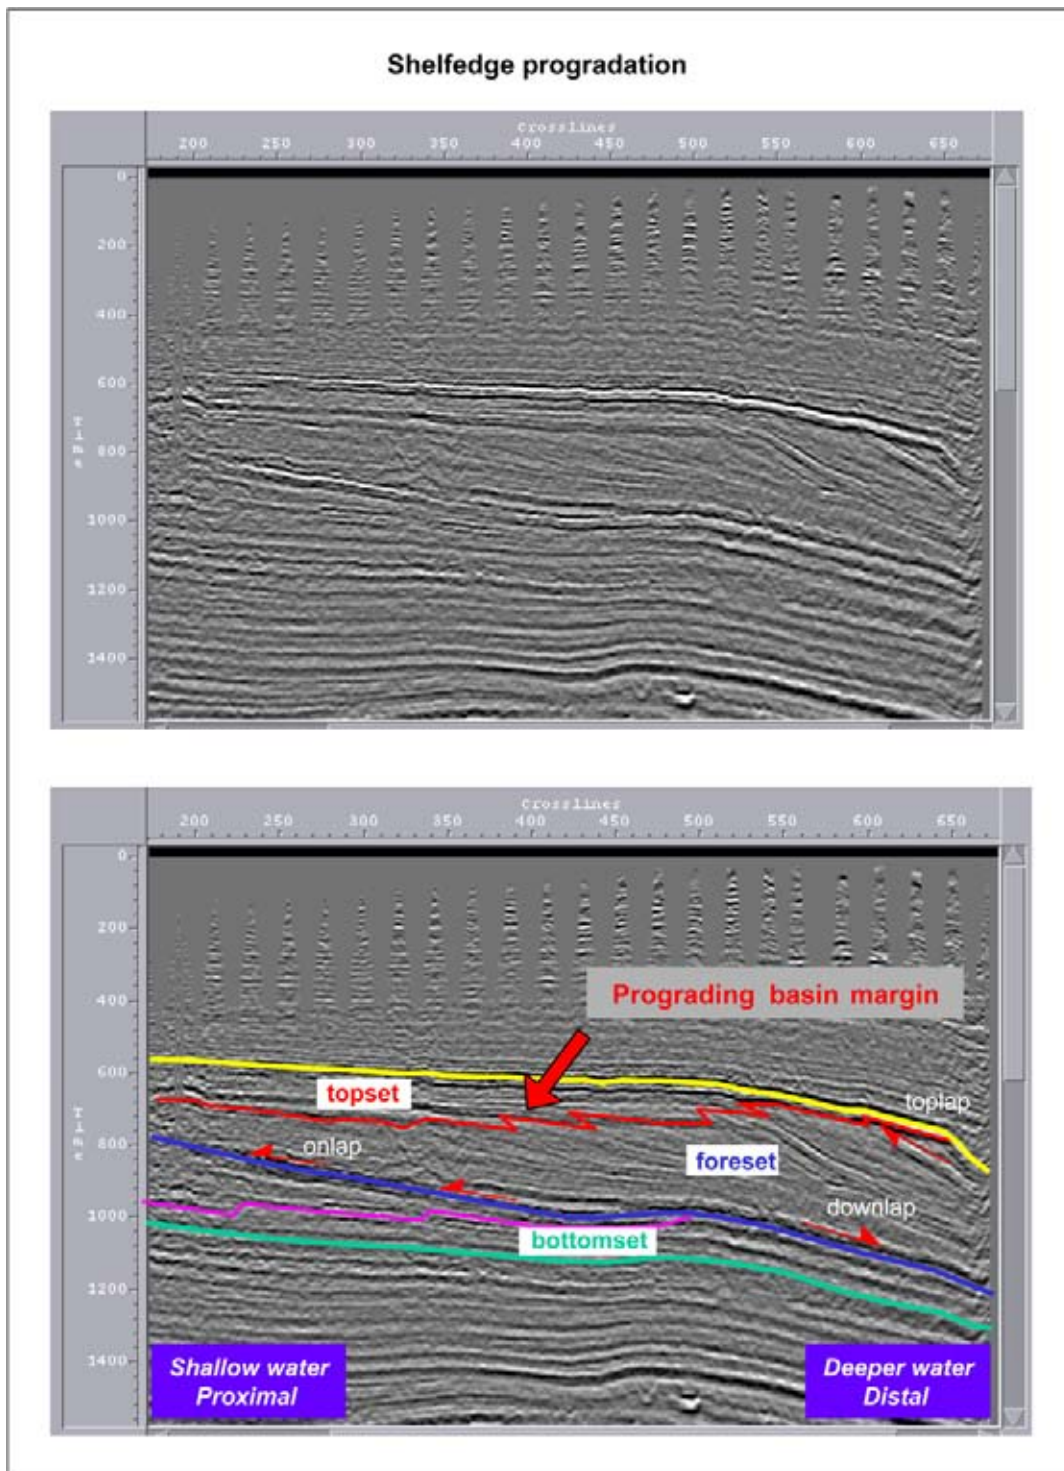 Shelfedge progradation
Crosslines
200 250 300 350 400 450 500 550 600 650
0
200
400
600
800
1000
1200
1400
Time
Crosslines
200 250 300 350 400 450 500 550 600 650
0
200
400
Prograding basin margin
600
topset
toplap
800
onlap
foreset
downlap
1000
bottomset
1200
1400
Time
Shallow water
Proximal
Deeper water
Distal